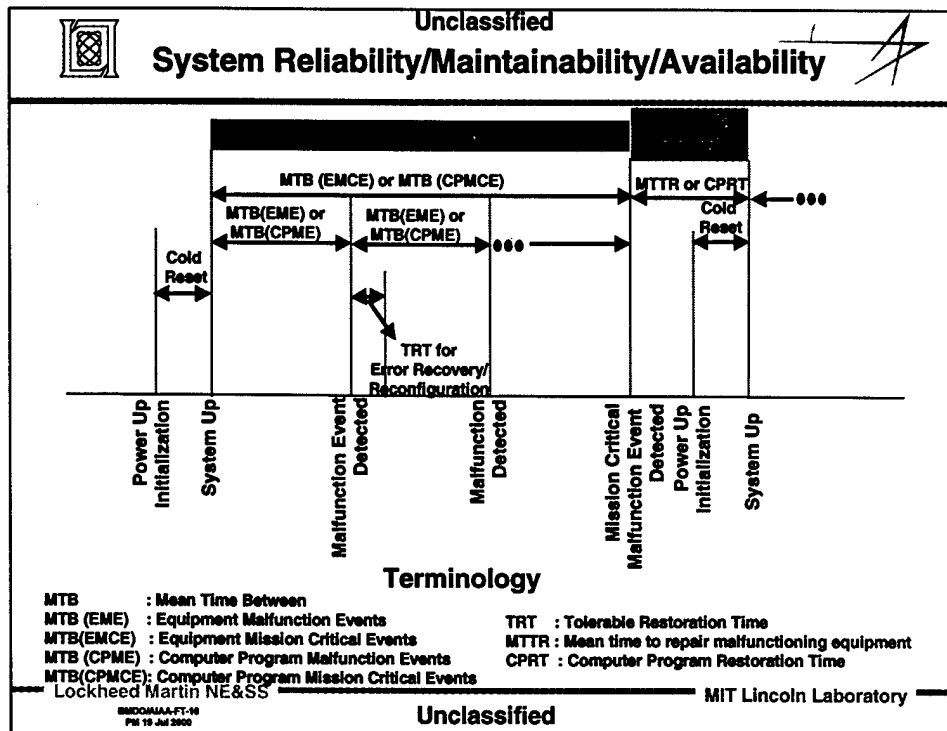 Unclassified
System Reliability/Maintainability/Availability
MTB (EMCE) or MTB (CPMCE)
MTTR or CPRT
MTB(EME) or
MTB(CPME)
MTB(EME) or
MTB(CPME)
Cold
Reset
Cold
Reset
TRT for
Error Recovery/
Reconfiguration
Power Up
Initialization
System Up
Malfunction Event
Detected
Malfunction
Detected
Mission Critical
Malfunction Event
Detected
Power Up
Initialization
System Up
Terminology
MTB : Mean Time Between
MTB (EME) : Equipment Malfunction Events
MTB(EMCE) : Equipment Mission Critical Events
MTB (CPME) : Computer Program Malfunction Events
MTB(CPMCE): Computer Program Mission Critical Events
TRT : Tolerable Restoration Time
MTTR : Mean time to repair malfunctioning equipment
CPRT : Computer Program Restoration Time
Lockheed Martin NE&SS
MIT Lincoln Laboratory
BMDO/AIAA-FT-16
PM 19 Jul 2000
Unclassified